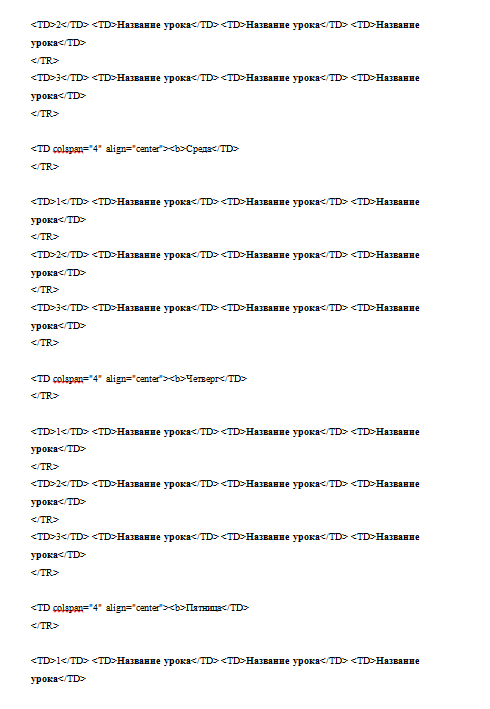 <TD>2</TD> <TD>Название урока</TD> <TD>Название урока</TD> <TD>Название
урока</TD>
</TR>
<TD>3</TD> <TD>Название урока</TD> <TD>Название урока</TD> <TD>Название
урока</TD>
</TR>
<TD colspan="4" align="center"><b>Среда</TD>
</TR>
<TD>1</TD> <TD>Название урока</TD> <TD>Название урока</TD> <TD>Название
урока</TD>
</TR>
<TD>2</TD> <TD>Название урока</TD> <TD>Название урока</TD> <TD>Название
урока</TD>
</TR>
<TD>3</TD> <TD>Название урока</TD> <TD>Название урока</TD> <TD>Название
урока</TD>
</TR>
<TD colspan="4" align="center"><b>Четверг</TD>
</TR>
<TD>1</TD> <TD>Название урока</TD> <TD>Название урока</TD> <TD>Название
урока</TD>
</TR>
<TD>2</TD> <TD>Название урока</TD> <TD>Название урока</TD> <TD>Название
урока</TD>
</TR>
<TD>3</TD> <TD>Название урока</TD> <TD>Название урока</TD> <TD>Название
урока</TD>
</TR>
<TD colspan="4" align="center"><b>Пятница</TD>
</TR>
<TD>1</TD> <TD>Название урока</TD> <TD>Название урока</TD> <TD>Название
урока</TD>